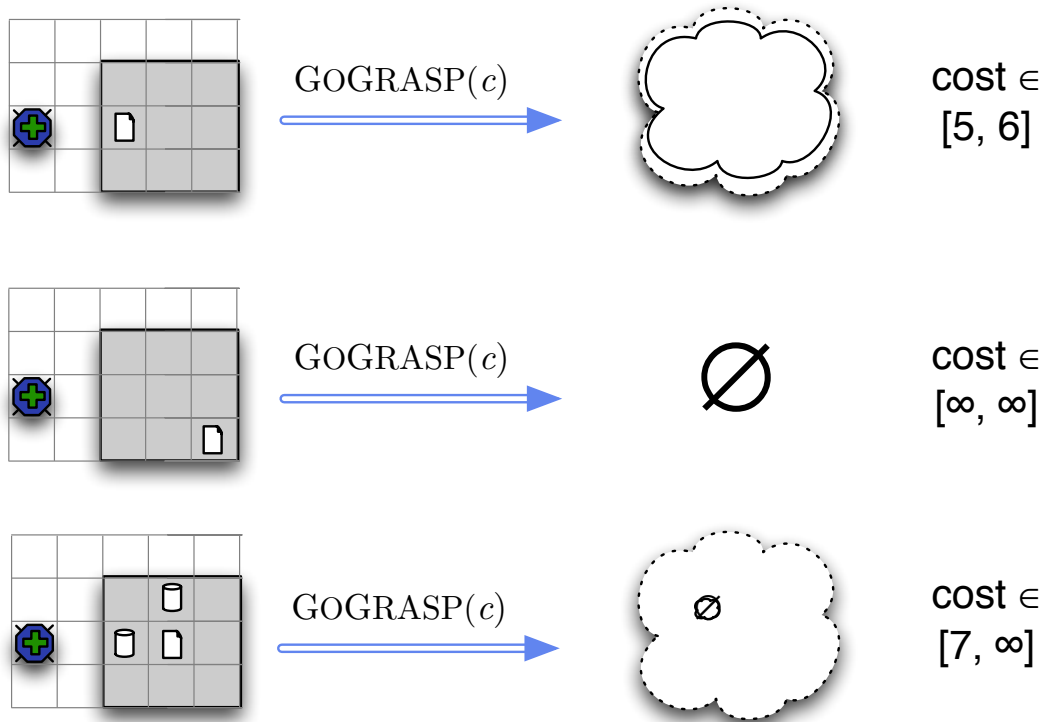 GOGRASP(c)
cost ∈
[5, 6]
GOGRASP(c)
∅
cost ∈
[∞, ∞]
GOGRASP(c)
∅
cost ∈
[7, ∞]